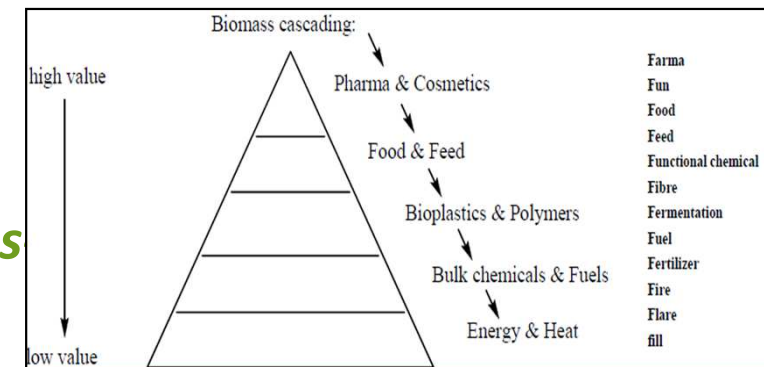 Biomass cascading:
high value
Pharma & Cosmetics
Food & Feed
Bioplastics & Polymers
Bulk chemicals & Fuels
Energy & Heat
low value
Farma
Fun
Food
Feed
Functional chemical
Fibre
Fermentation
Fuel
Fertilizer
Fire
Flare
fill